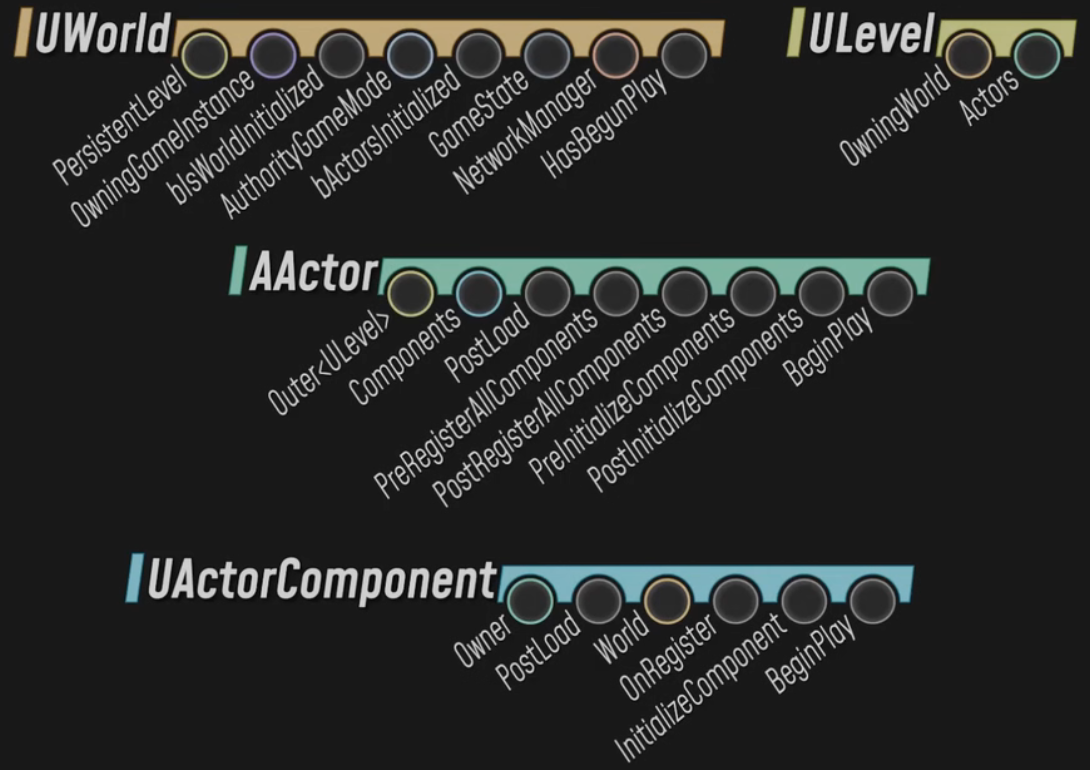 UWorld
PersistentLevel
OwningGameInstance
bIsWorldInitialized
AuthorityGameMode
bActorsInitialized
GameState
NetworkManager
HasBegunPlay
ULevel
OwningWorld
Actors
AActor
Outer<ULevel>
Components
PostLoad
PreRegisterAllComponents
PostRegisterAllComponents
PreInitializeComponents
PostInitializeComponents
BeginPlay
UActorComponent
Owner
PostLoad
World
OnRegister
InitializeComponent
BeginPlay